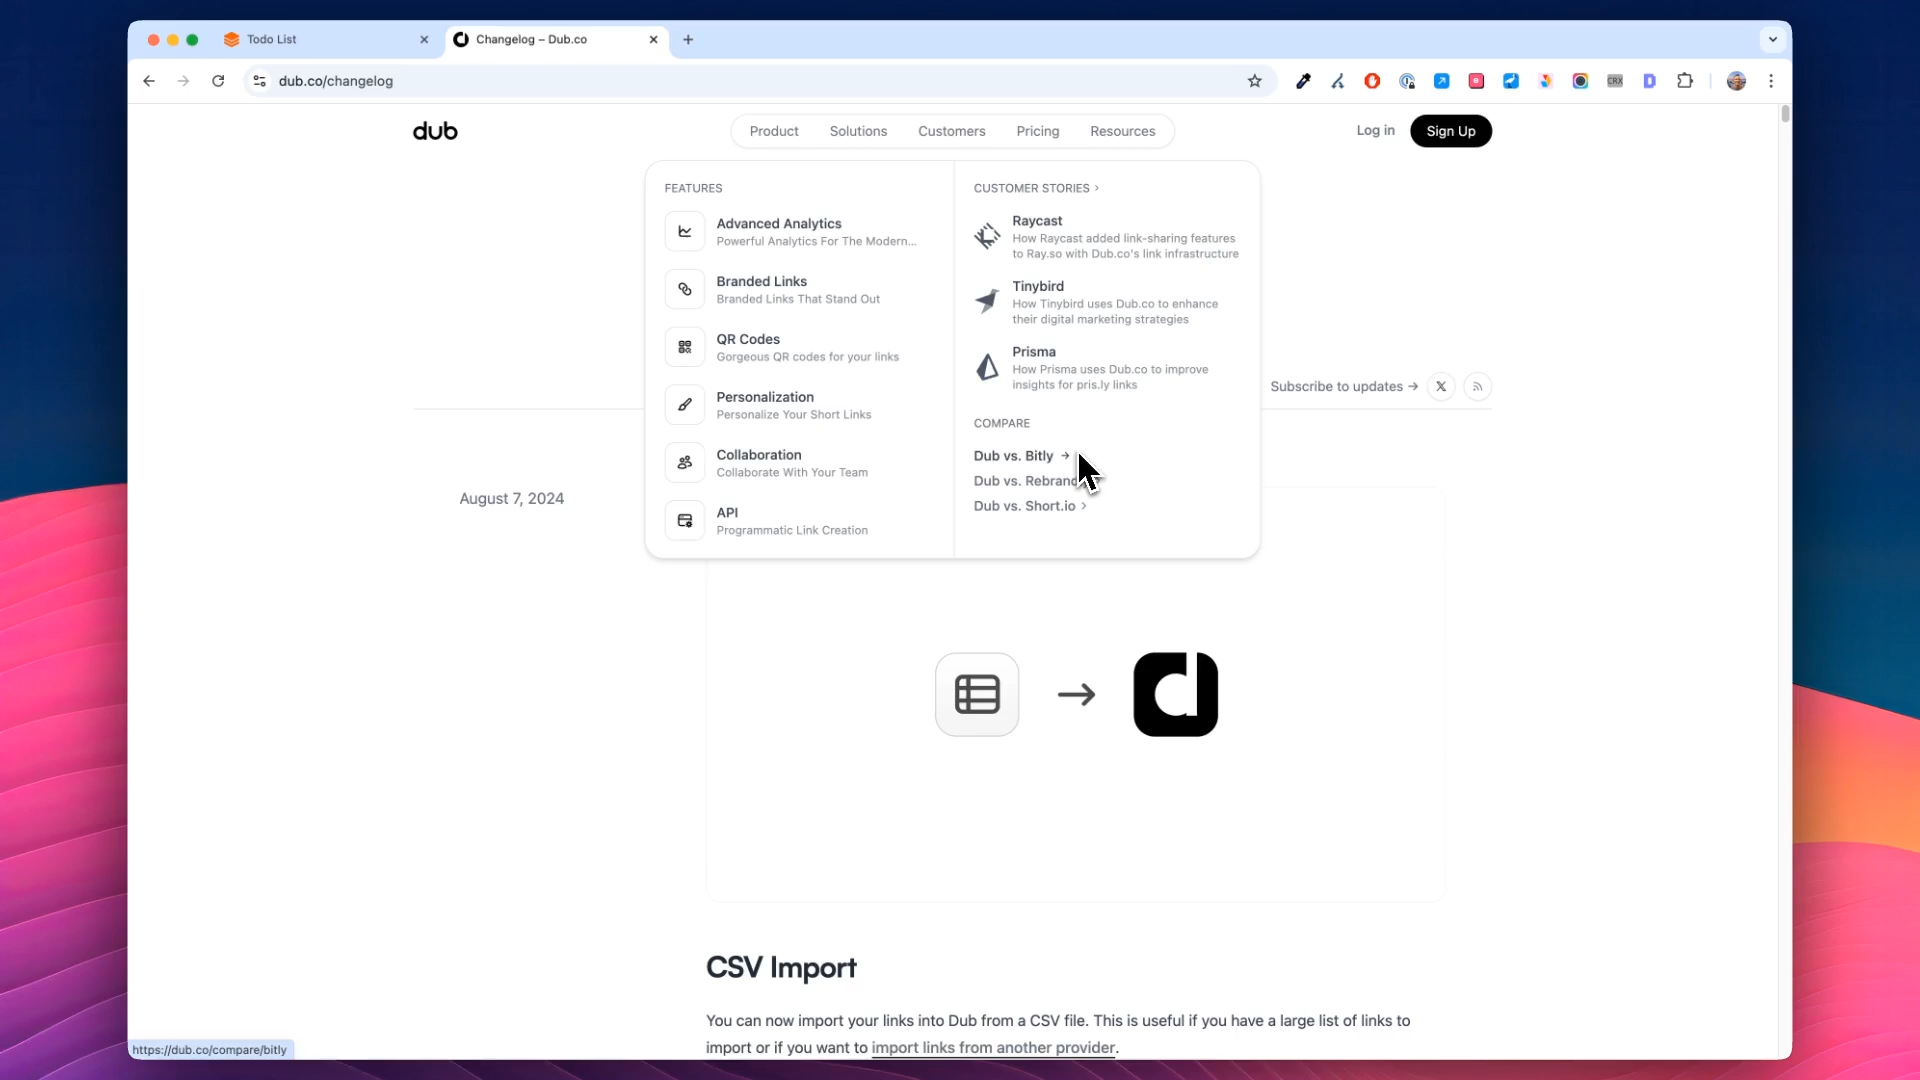 Todo List
Changelog – Dub.co
dub.co/changelog
CRX
dub
Product
Solutions
Customers
Pricing
Resources
Log in
Sign Up
FEATURES
Advanced Analytics
Powerful Analytics For The Modern...
Branded Links
Branded Links That Stand Out
QR Codes
Gorgeous QR codes for your links
Personalization
Personalize Your Short Links
Collaboration
Collaborate With Your Team
API
Programmatic Link Creation
CUSTOMER STORIES ›
Raycast
How Raycast added link-sharing features
to Ray.so with Dub.co's link infrastructure
Tinybird
How Tinybird uses Dub.co to enhance
their digital marketing strategies
Prisma
How Prisma uses Dub.co to improve
insights for pris.ly links
COMPARE
Dub vs. Bitly →
Dub vs. Rebrand
Dub vs. Short.io ›
Subscribe to updates →
August 7, 2024
CSV Import
You can now import your links into Dub from a CSV file. This is useful if you have a large list of links to
import or if you want to import links from another provider.
https://dub.co/compare/bitly